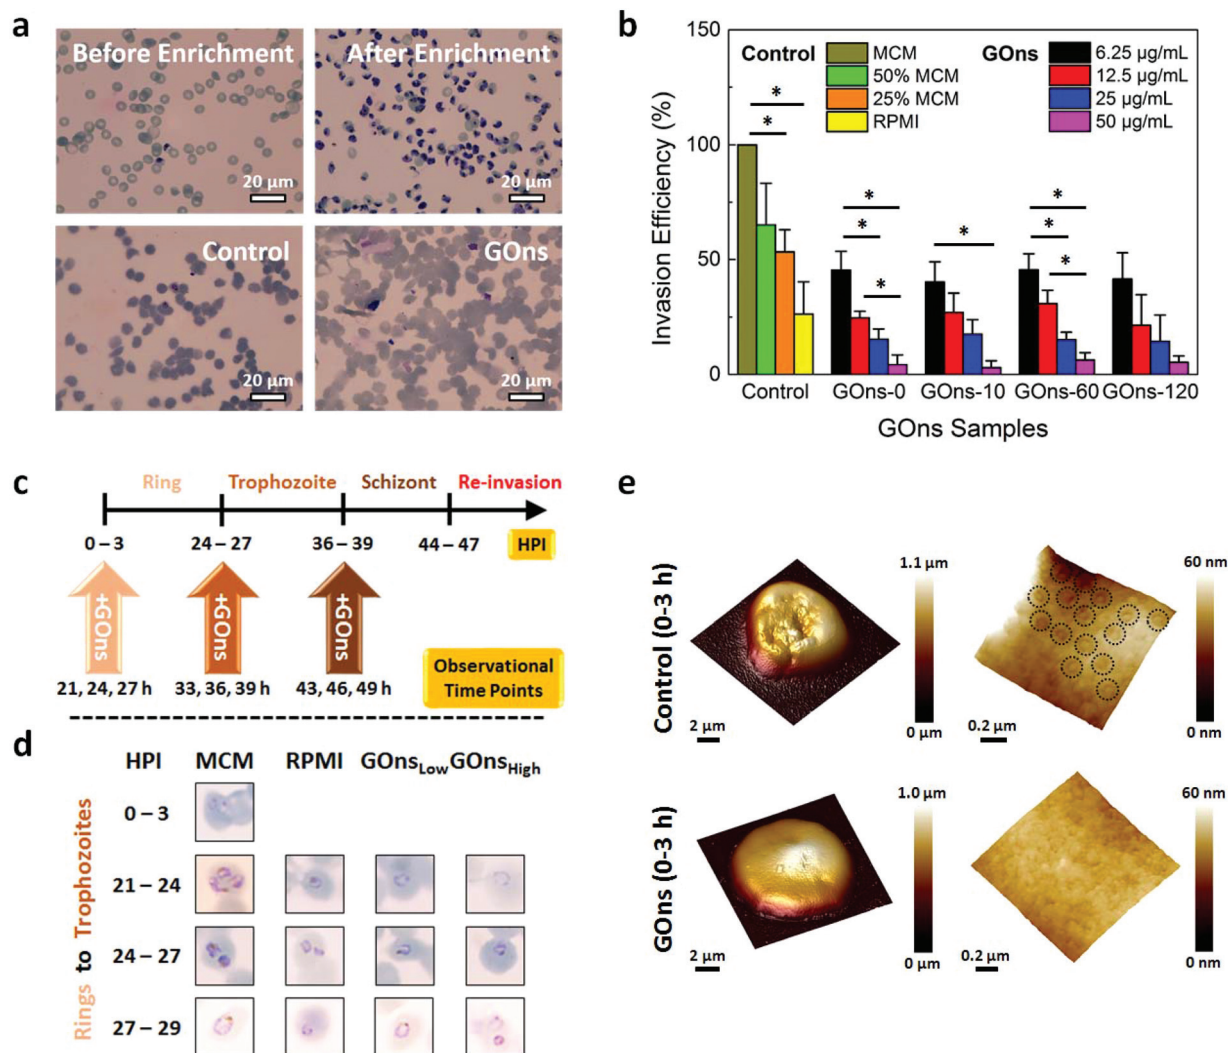 a
Before Enrichment
20 µm
After Enrichment
20 µm
Control
20 µm
GOns
20 µm
b
Invasion Efficiency (%)
150
100
50
0
Control
MCM
50% MCM
25% MCM
RPMI
GOns
6.25 µg/mL
12.5 µg/mL
25 µg/mL
50 µg/mL
*
*
*
*
*
*
*
*
*
Control GOns-0 GOns-10 GOns-60 GOns-120
GOns Samples
c
Ring Trophozoite Schizont Re-invasion
0 – 3 24 – 27 36 – 39 44 – 47 HPI
+GOns +GOns +GOns
21, 24, 27 h 33, 36, 39 h 43, 46, 49 h
Observational
Time Points
d
HPI MCM RPMI GOnsLow GOnsHigh
Rings to Trophozoites
0 – 3
21 – 24
24 – 27
27 – 29
e
Control (0-3 h)
2 µm
1.1 µm
0 µm
0.2 µm
60 nm
0 nm
GOns (0-3 h)
2 µm
1.0 µm
0 µm
0.2 µm
60 nm
0 nm